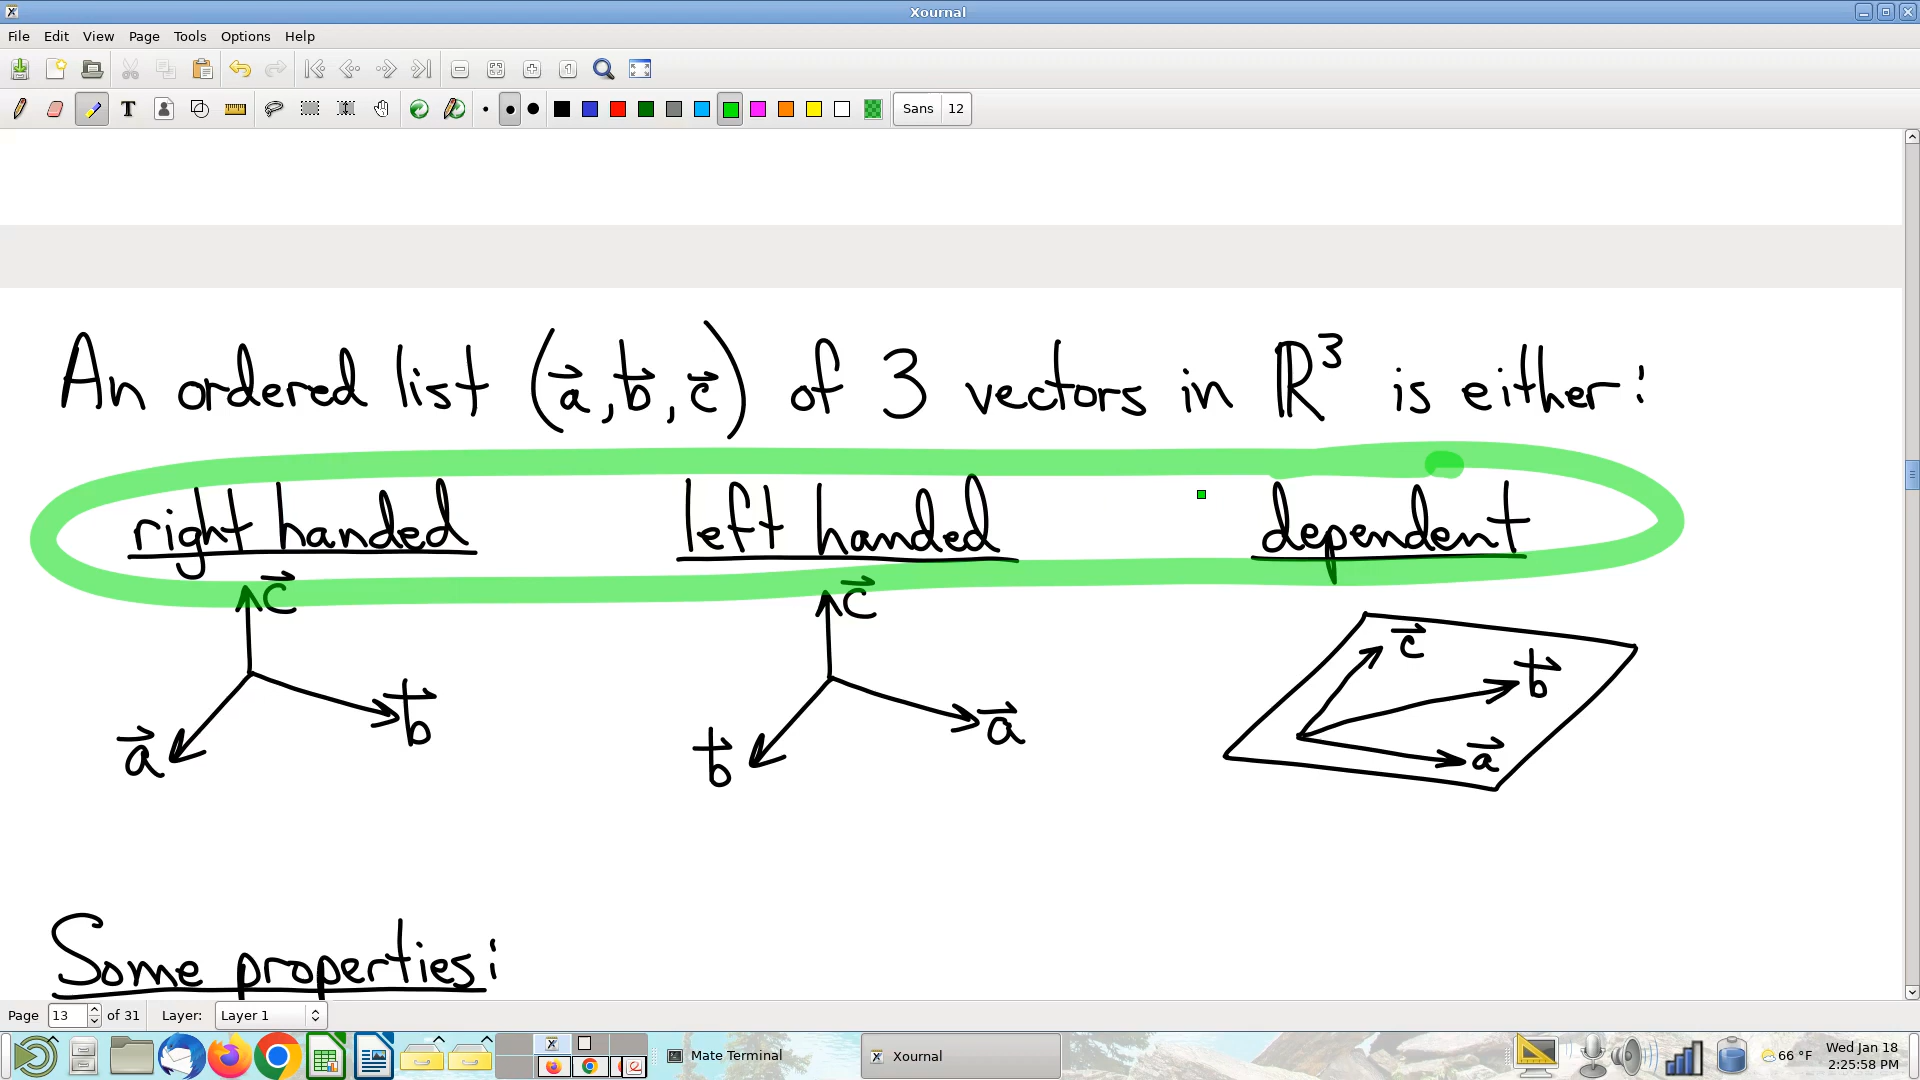 Xournal
File Edit View Page Tools Options Help
Sans 12
An ordered list (a⃗, b⃗, c⃗) of 3 vectors in ℝ³ is either:
right handed left handed dependent
c⃗ c⃗ c⃗
b⃗ b⃗
a⃗ a⃗
b⃗ a⃗
Some properties:
Page 13 of 31 Layer: Layer 1
Mate Terminal Xournal 66 °F Wed Jan 18
2:25:58 PM